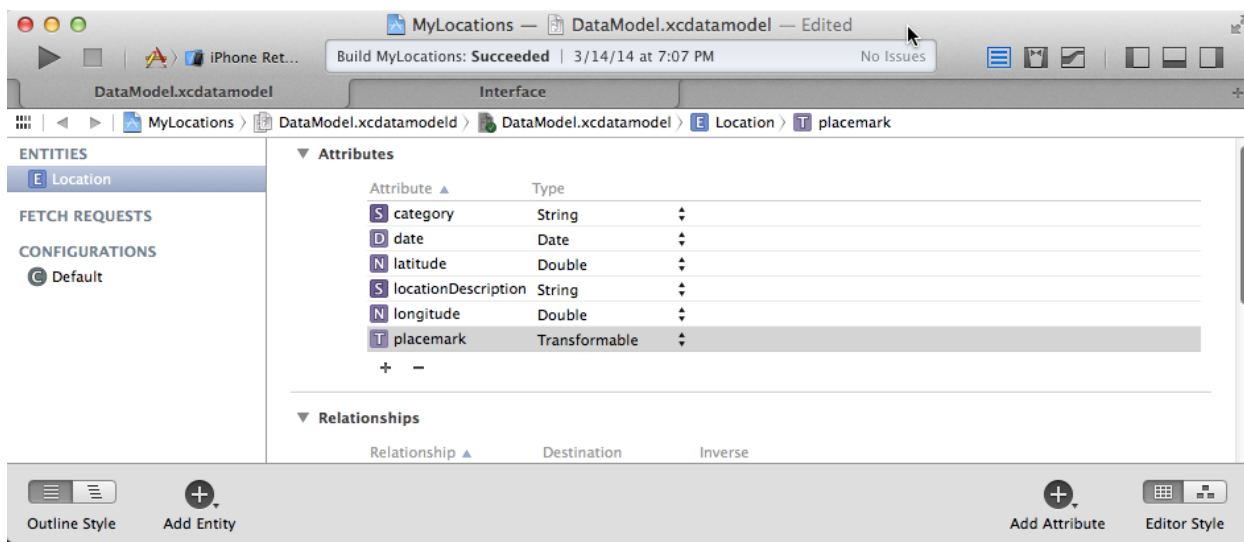 MyLocations — DataModel.xcdatamodel — Edited
iPhone Ret... Build MyLocations: Succeeded | 3/14/14 at 7:07 PM No Issues
DataModel.xcdatamodel Interface
MyLocations DataModel.xcdatamodeld DataModel.xcdatamodel E Location T placemark
ENTITIES
E Location
FETCH REQUESTS
CONFIGURATIONS
C Default
Attributes
Attribute Type
S category String
D date Date
N latitude Double
S locationDescription String
N longitude Double
T placemark Transformable
Relationships
Relationship Destination Inverse
Outline Style Add Entity Add Attribute Editor Style